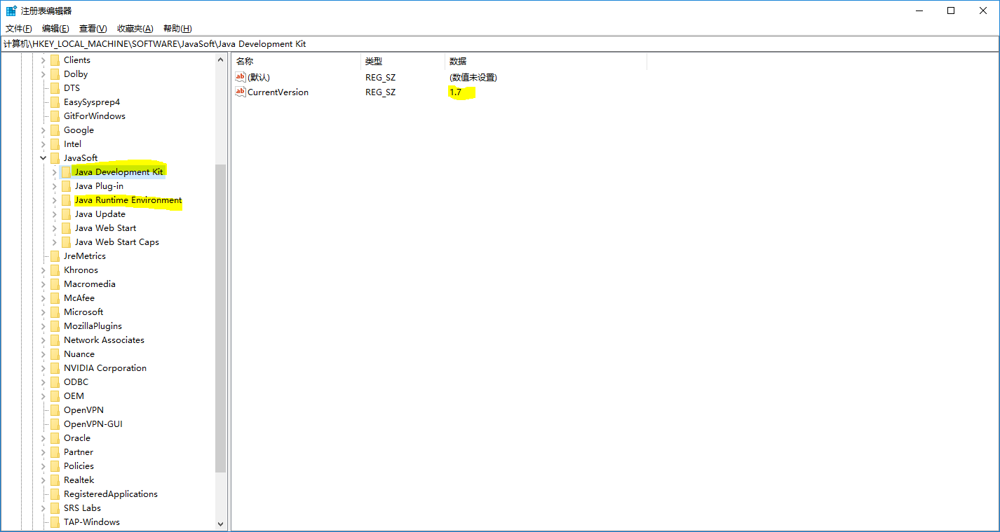 注册表编辑器
文件(F) 编辑(E) 查看(V) 收藏夹(A) 帮助(H)
计算机\HKEY_LOCAL_MACHINE\SOFTWARE\JavaSoft\Java Development Kit
Clients
Dolby
DTS
EasySysprep4
GitForWindows
Google
Intel
JavaSoft
Java Development Kit
Java Plug-in
Java Runtime Environment
Java Update
Java Web Start
Java Web Start Caps
JreMetrics
Khronos
Macromedia
McAfee
Microsoft
MozillaPlugins
Network Associates
Nuance
NVIDIA Corporation
ODBC
OEM
OpenVPN
OpenVPN-GUI
Oracle
Partner
Policies
Realtek
RegisteredApplications
SRS Labs
TAP-Windows
名称 类型 数据
ab (默认) REG_SZ (数值未设置)
ab CurrentVersion REG_SZ 1.7